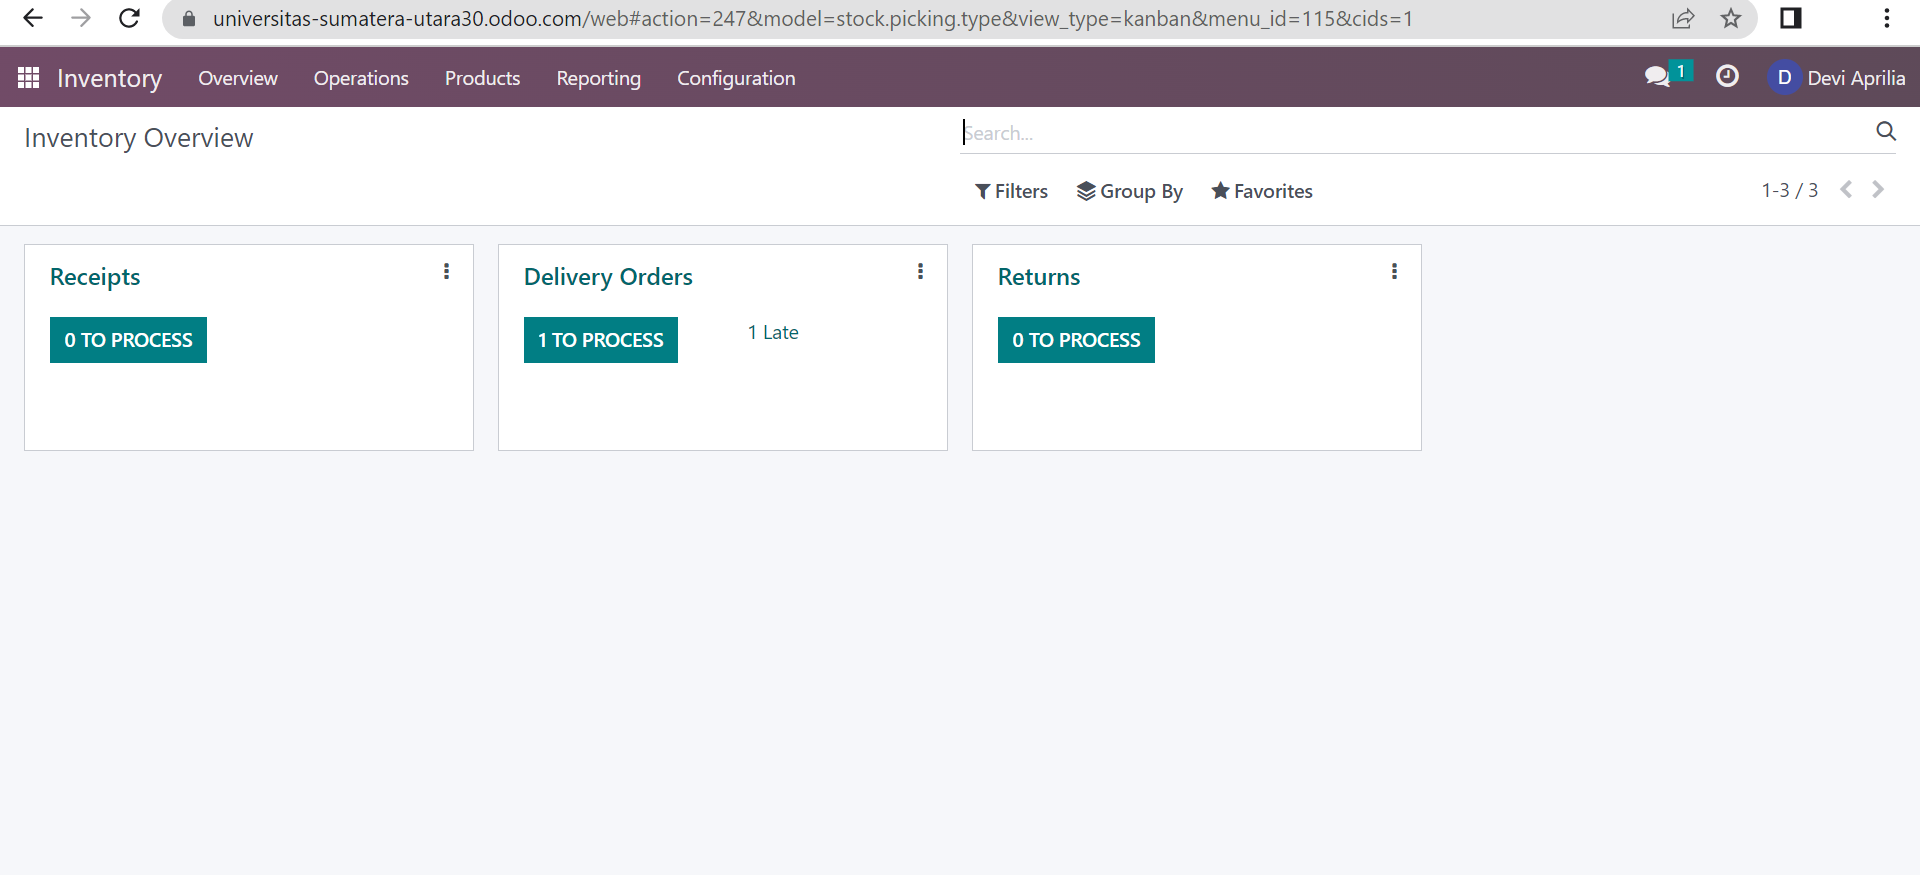 universitas-sumatera-utara30.odoo.com/web#action=247&model=stock.picking.type&view_type=kanban&menu_id=115&cids=1
Inventory Overview Operations Products Reporting Configuration 1 D Devi Aprilia
Inventory Overview Search...
Filters Group By Favorites 1-3 / 3
Receipts Delivery Orders Returns
0 TO PROCESS 1 TO PROCESS 1 Late 0 TO PROCESS